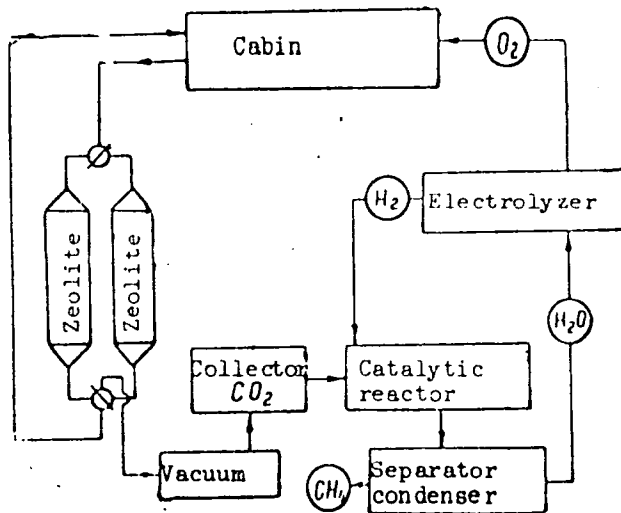 Cabin
O₂
H₂
Electrolyzer
Zeolite
Zeolite
H₂O
Collector
CO₂
Catalytic
reactor
Vacuum
Separator
condenser
CH₄